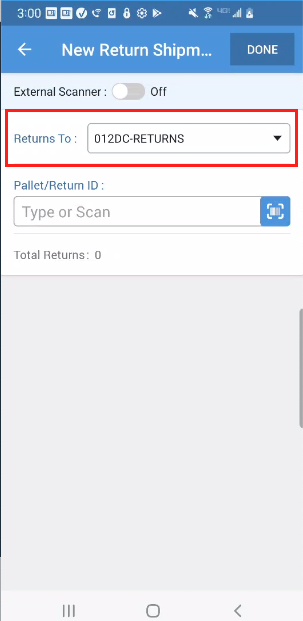 3:00
New Return Shipm... DONE
External Scanner : Off
Returns To : 012DC-RETURNS
Pallet/Return ID :
Type or Scan
Total Returns: 0